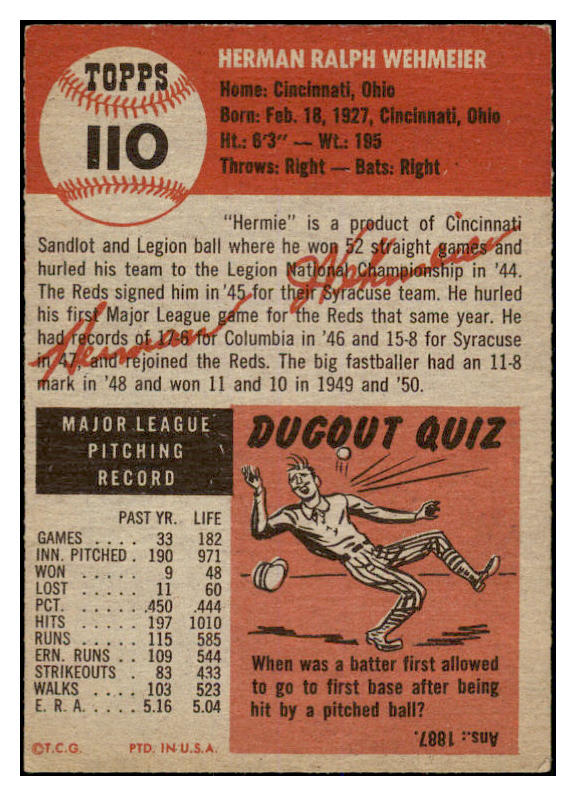 TOPPS
110
HERMAN RALPH WEHMEIER
Home: Cincinnati, Ohio
Born: Feb. 18, 1927, Cincinnati, Ohio
Ht.: 6'3" — Wt.: 195
Throws: Right — Bats: Right
"Hermie" is a product of Cincinnati
Sandlot and Legion ball where he won 52 straight games and
hurled his team to the Legion National Championship in '44.
The Reds signed him in '45 for their Syracuse team. He hurled
his first Major League game for the Reds that same year. He
had records of 17-6 for Columbia in '46 and 15-8 for Syracuse
in '47, and rejoined the Reds. The big fastballer had an 11-8
mark in '48 and won 11 and 10 in 1949 and '50.
Herman Wehmeier
MAJOR LEAGUE
PITCHING
RECORD
PAST YR. LIFE
GAMES . . . . 33 182
INN. PITCHED . 190 971
WON . . . . . 9 48
LOST . . . . . 11 60
PCT. . . . . . .450 .444
HITS . . . . . 197 1010
RUNS . . . . . 115 585
ERN. RUNS . . 109 544
STRIKEOUTS . 83 433
WALKS . . . . 103 523
E. R. A. . . . . 5.16 5.04
©T.C.G. PTD. IN U.S.A.
DUGOUT QUIZ
When was a batter first allowed
to go to first base after being
hit by a pitched ball?
Ans.: 1887.